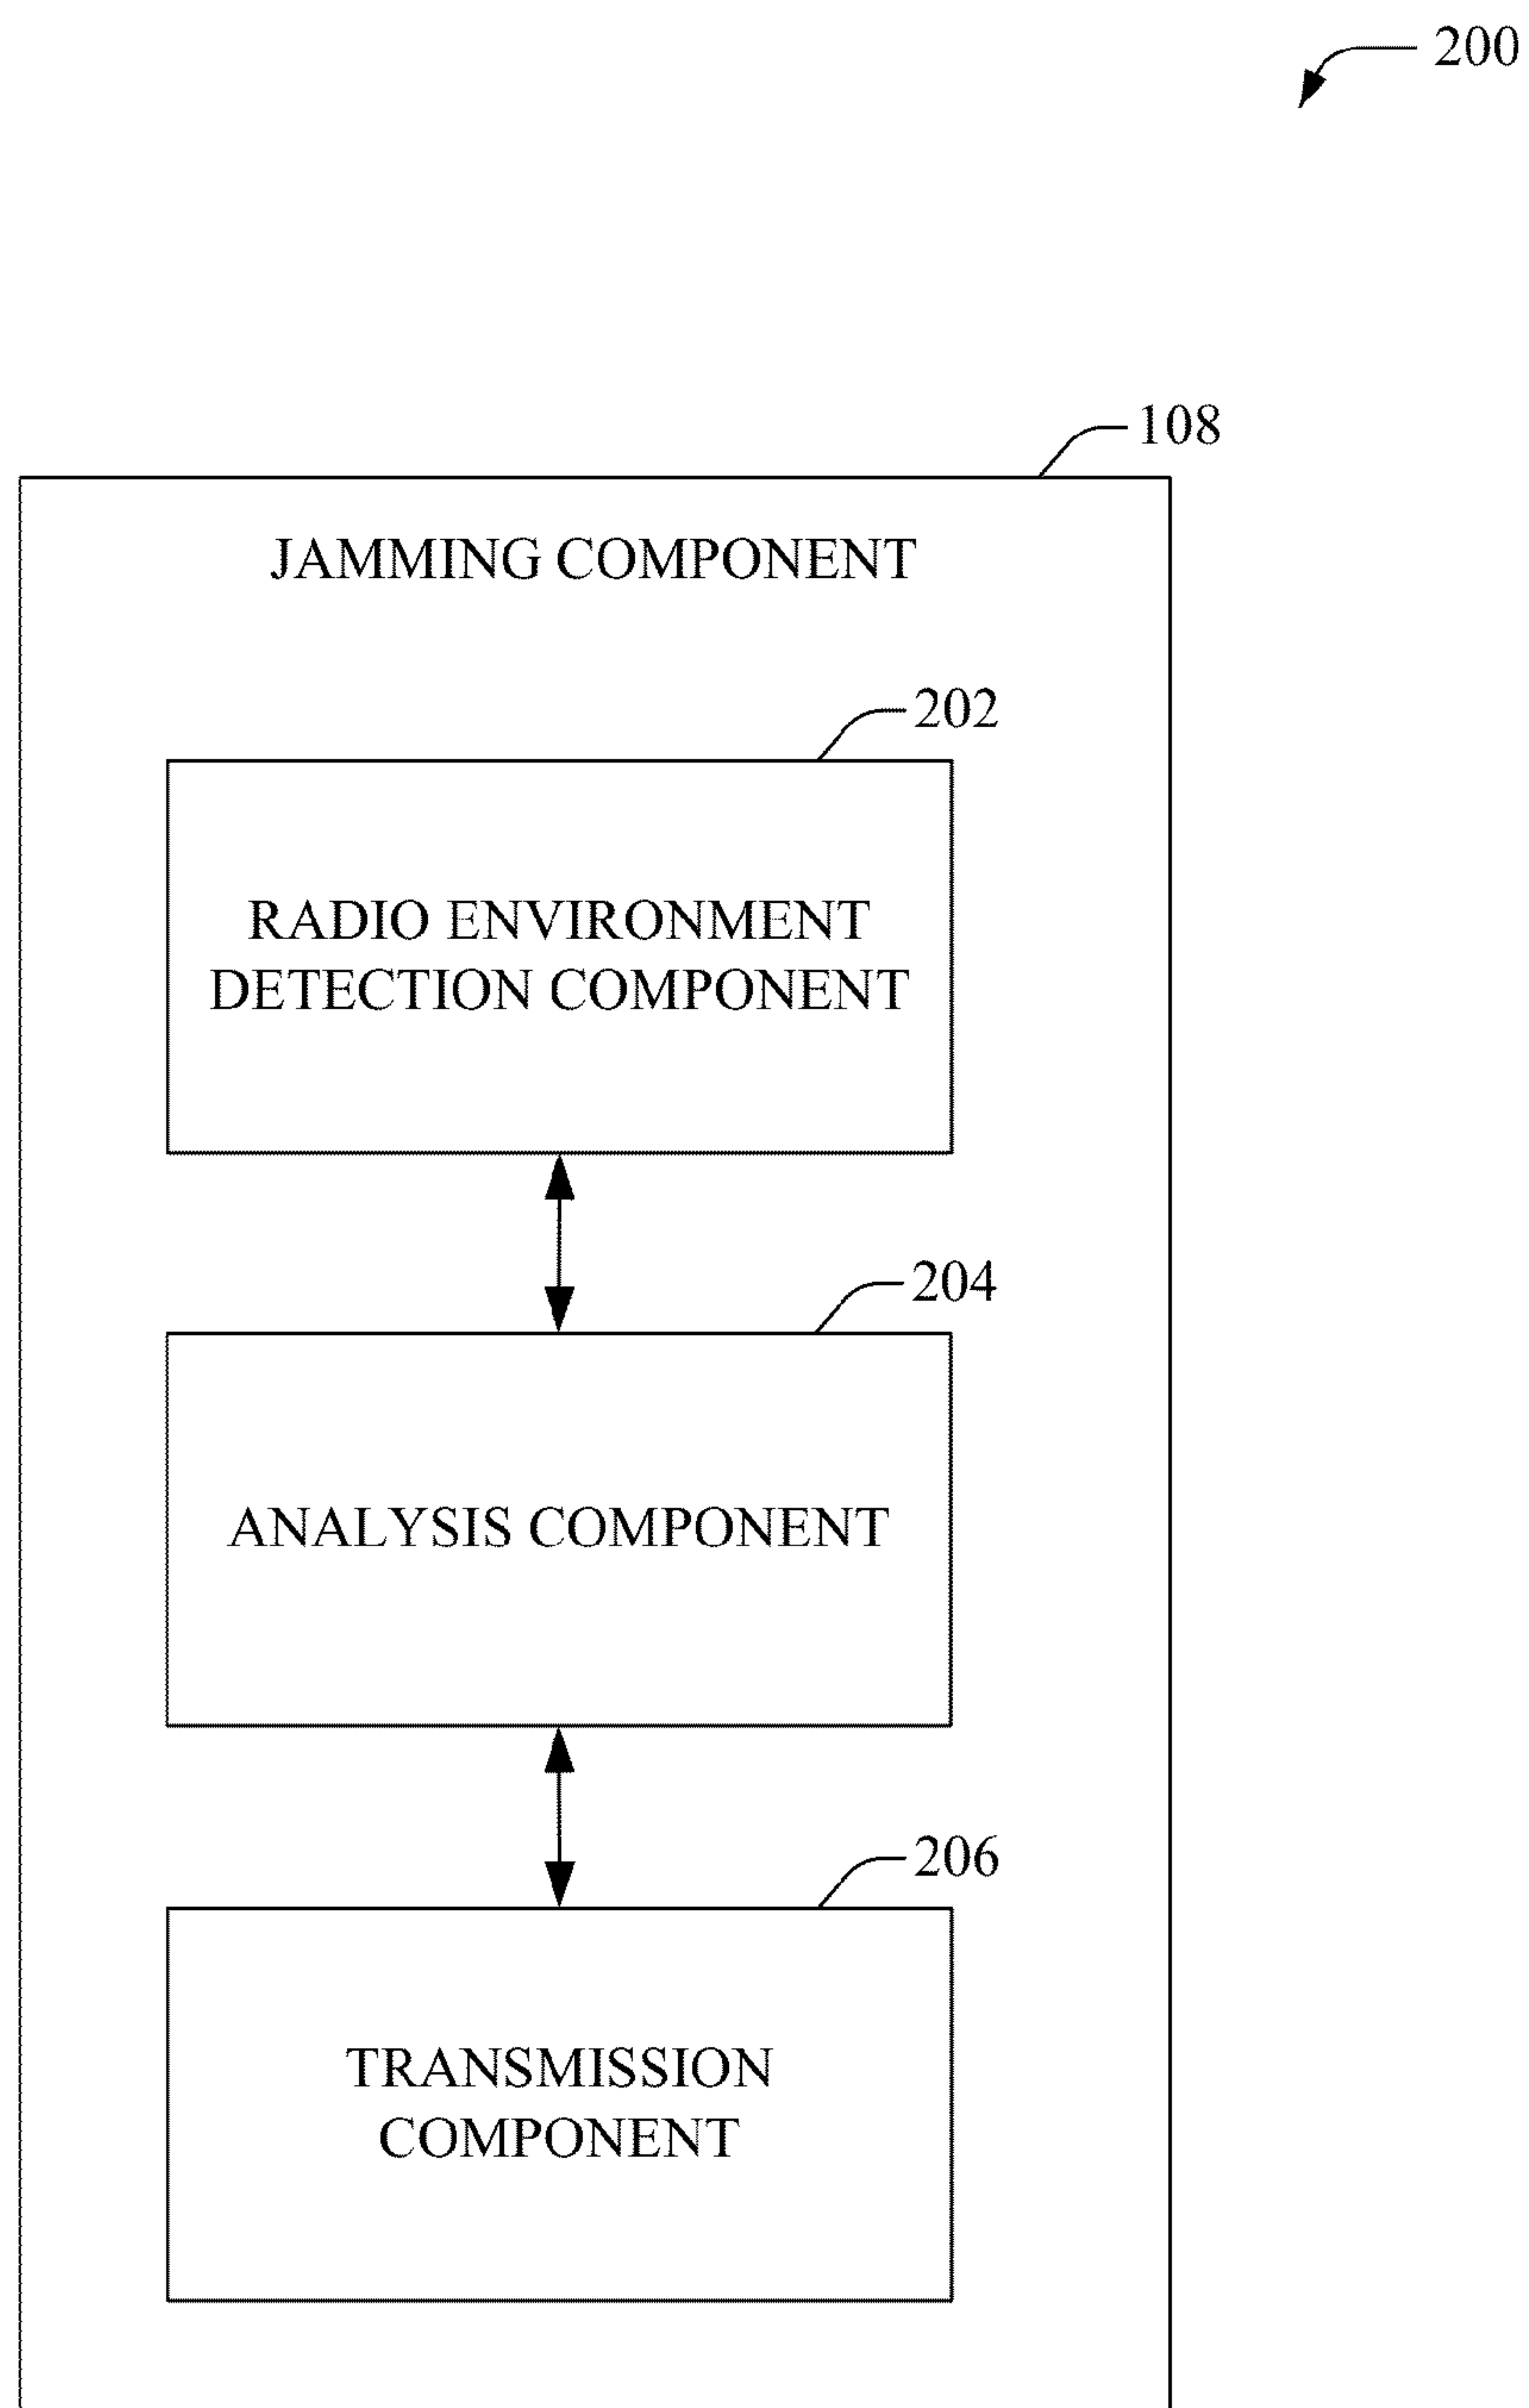 200
108
JAMMING COMPONENT
202
RADIO ENVIRONMENT
DETECTION COMPONENT
204
ANALYSIS COMPONENT
206
TRANSMISSION
COMPONENT